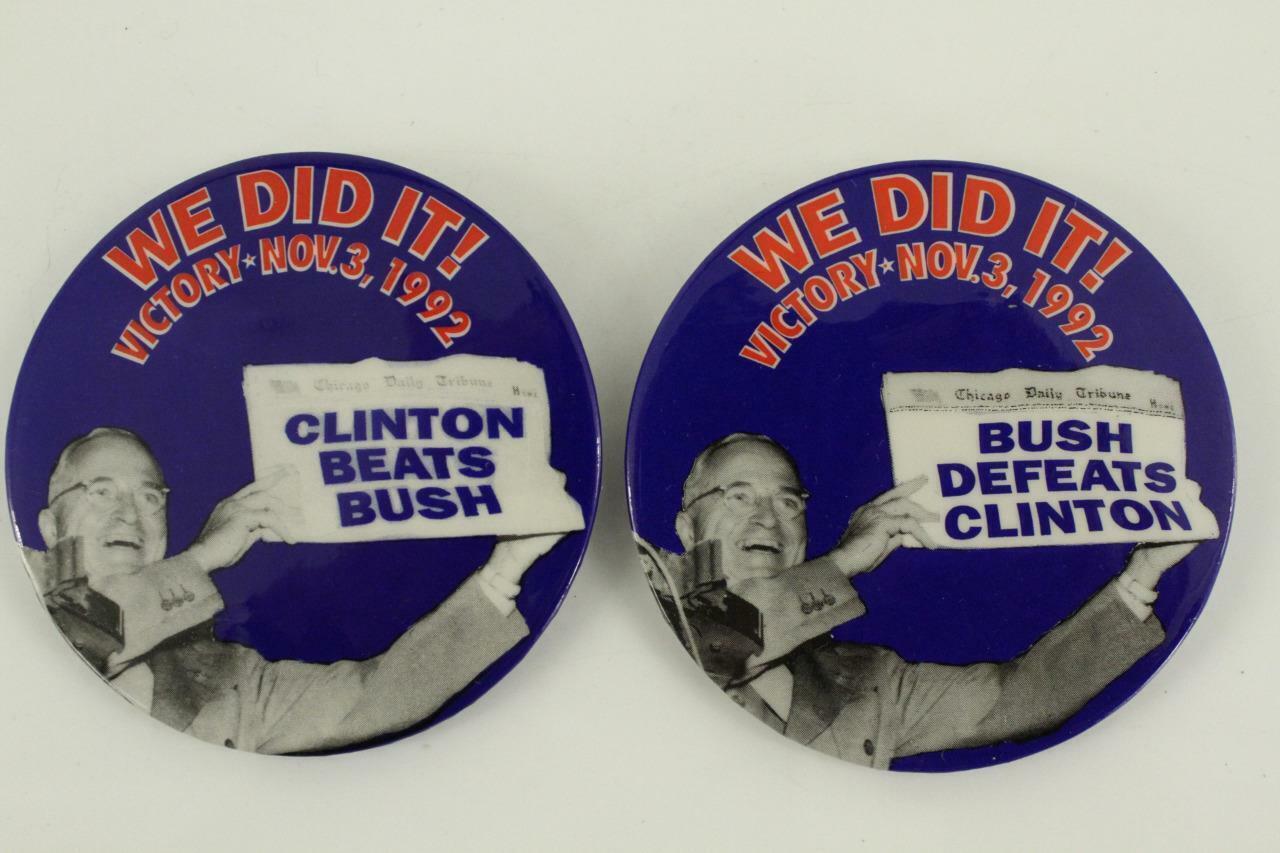 WE DID IT!
VICTORY★NOV.3, 1992
Chicago Daily Tribune
CLINTON
BEATS
BUSH
WE DID IT!
VICTORY★NOV.3, 1992
Chicago Daily Tribune
BUSH
DEFEATS
CLINTON